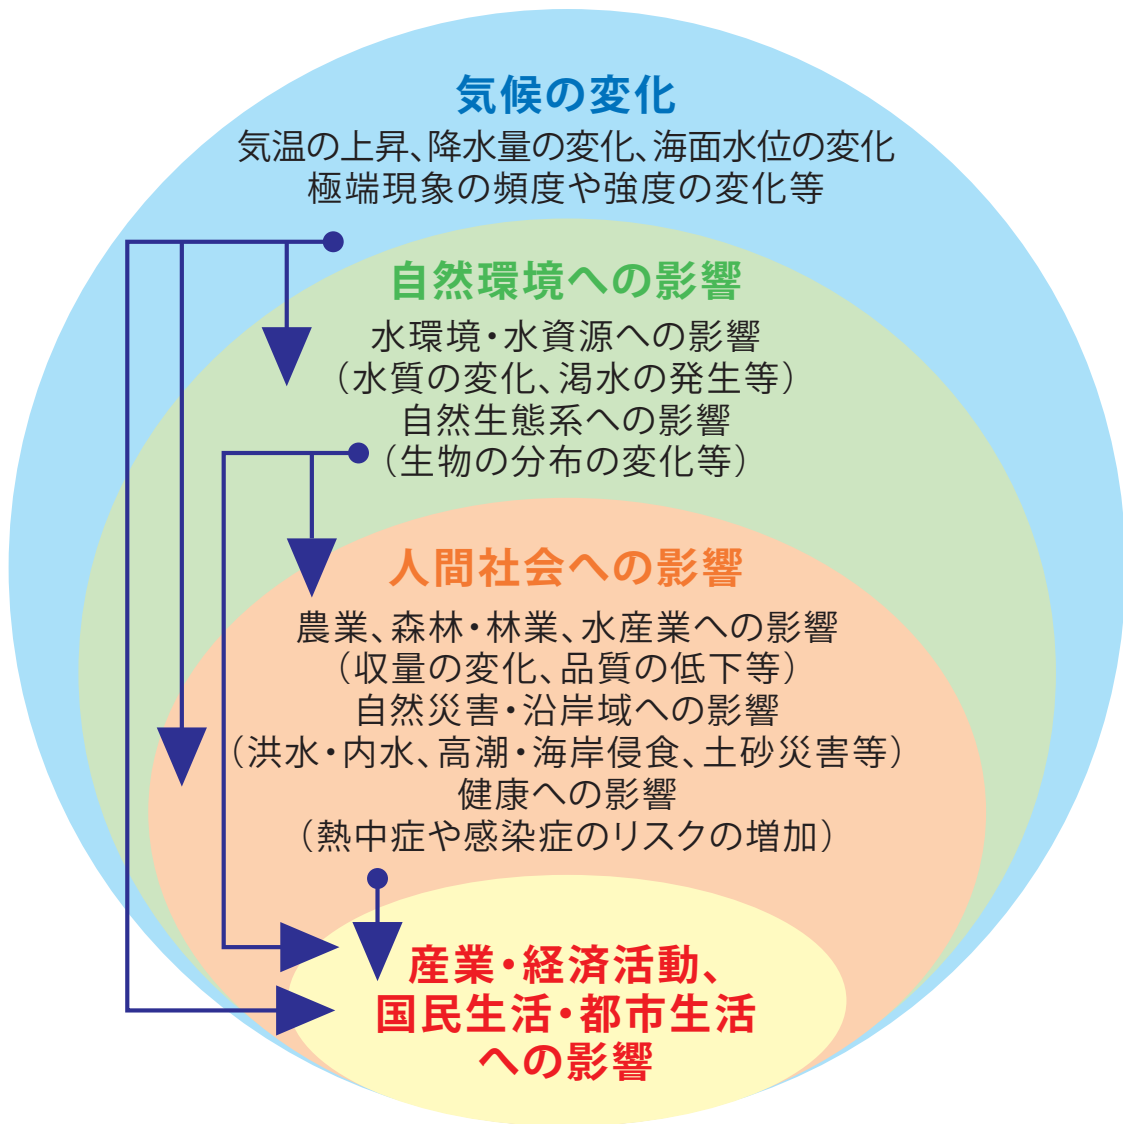 気候の変化
気温の上昇、降水量の変化、海面水位の変化
極端現象の頻度や強度の変化等
自然環境への影響
水環境・水資源への影響
（水質の変化、渇水の発生等）
自然生態系への影響
（生物の分布の変化等）
人間社会への影響
農業、森林・林業、水産業への影響
（収量の変化、品質の低下等）
自然災害・沿岸域への影響
（洪水・内水、高潮・海岸侵食、土砂災害等）
健康への影響
（熱中症や感染症のリスクの増加）
産業・経済活動、
国民生活・都市生活
への影響